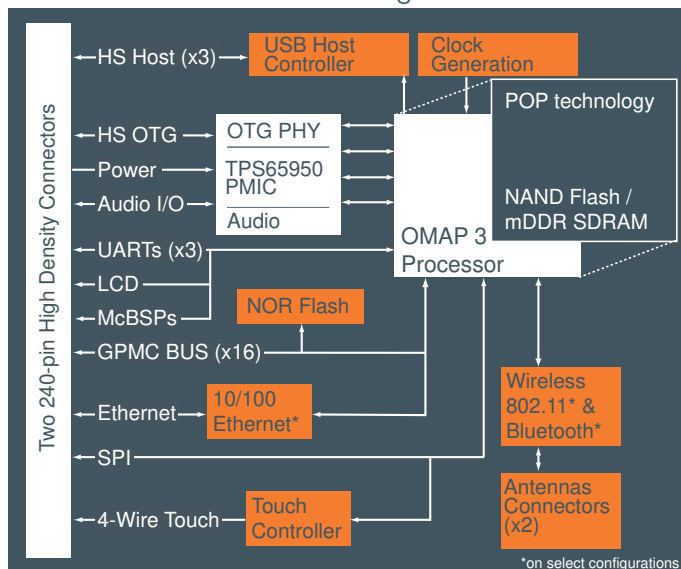 HS Host (x3)
USB Host
Controller
Clock
Generation
POP technology
NAND Flash /
mDDR SDRAM
HS OTG
Power
Audio I/O
OTG PHY
TPS65950
PMIC
Audio
OMAP 3
Processor
UARTs (x3)
LCD
McBSPs
NOR Flash
GPMC BUS (x16)
Ethernet
10/100
Ethernet*
Wireless
802.11* &
Bluetooth*
SPI
4-Wire Touch
Touch
Controller
Antennas
Connectors
(x2)
Two 240-pin High Density Connectors
*on select configurations